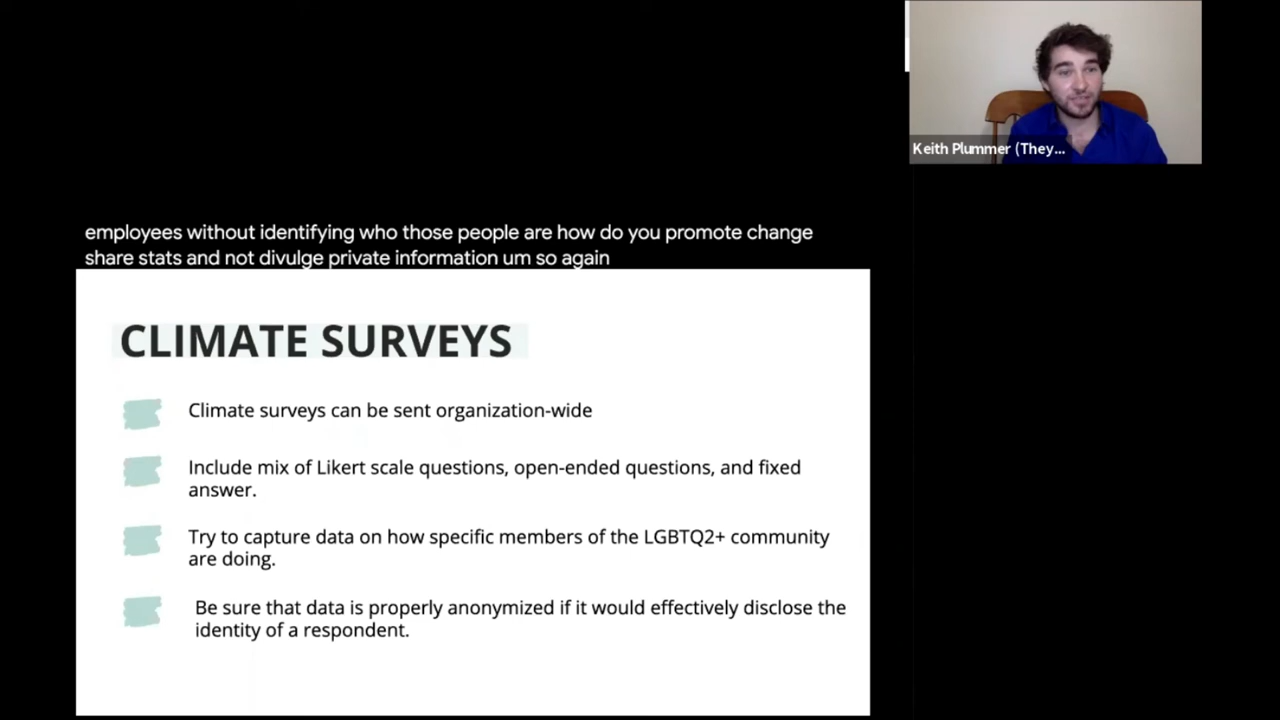 Keith Plummer (They...
employees without identifying who those people are how do you promote change
share stats and not divulge private information um so again
CLIMATE SURVEYS
Climate surveys can be sent organization-wide
Include mix of Likert scale questions, open-ended questions, and fixed
answer.
Try to capture data on how specific members of the LGBTQ2+ community
are doing.
Be sure that data is properly anonymized if it would effectively disclose the
identity of a respondent.